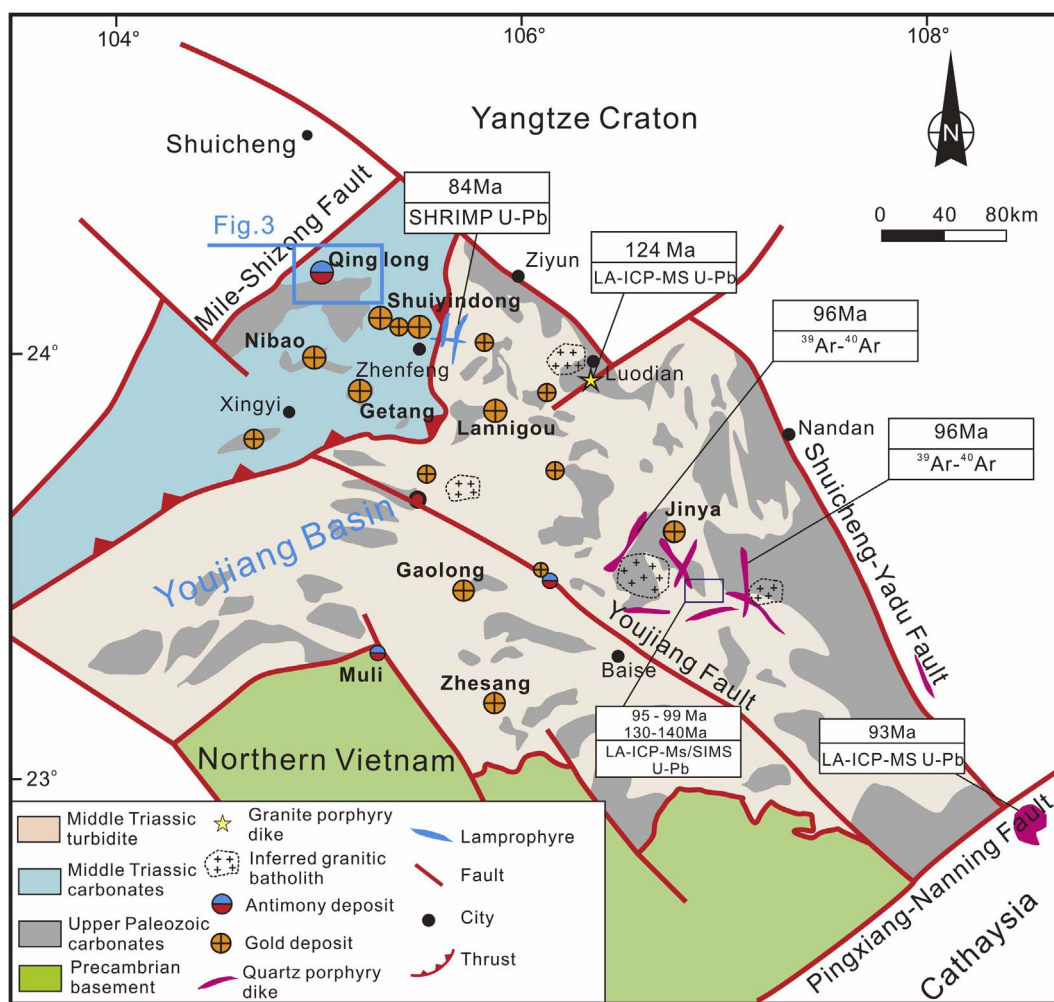 104°
106°
108°
Yangtze Craton
Shuicheng
N
84Ma
SHRIMP U-Pb
0 40 80km
Mile-Shizong Fault
Fig.3
Qinglong
124 Ma
LA-ICP-MS U-Pb
Ziyun
Shuiyindong
96Ma
39Ar-40Ar
24°
Nibao
Zhenfeng
Luodian
Xingyi
Getang
Lannigou
Nandan
96Ma
39Ar-40Ar
Shuicheng-Yadu Fault
Jinya
Youjiang Basin
Gaolong
Youjiang Fault
Muli
Baise
Zhesang
95 - 99 Ma
130-140Ma
LA-ICP-Ms/SIMS
U-Pb
93Ma
LA-ICP-MS U-Pb
Northern Vietnam
23°
Pingxiang-Nanning Fault
Cathaysia
Middle Triassic
turbidite
Middle Triassic
carbonates
Upper Paleozoic
carbonates
Precambrian
basement
Granite porphyry
dike
Inferred granitic
batholith
Antimony deposit
Gold deposit
Quartz porphyry
dike
Lamprophyre
Fault
City
Thrust